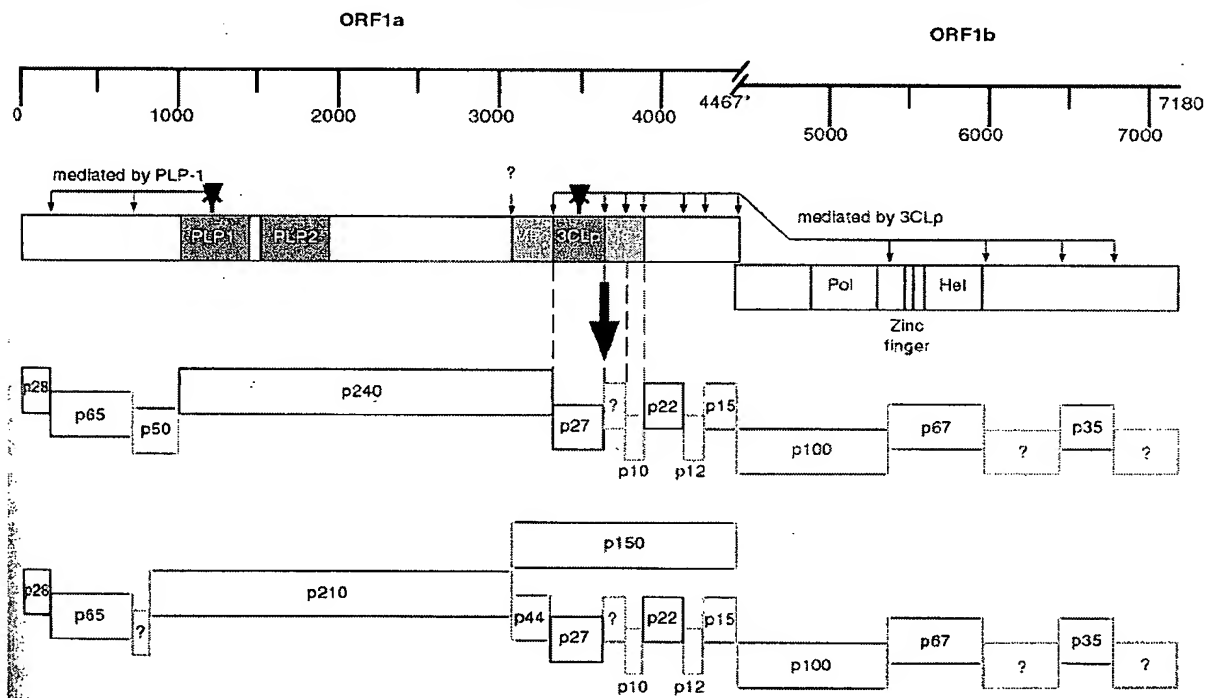 ORF1a
ORF1b
0
1000
2000
3000
4000
4467*
5000
6000
7000
7180
mediated by PLP-1
?
mediated by 3CLp
PLP1
PLP2
3CLp
Pol
Hel
Zinc
finger
p28
p65
p50
p240
p27
?
p10
p22
p12
p15
p100
p67
?
p35
?
p150
p28
p65
?
p210
p44
p27
?
p10
p22
p12
p15
p100
p67
?
p35
?